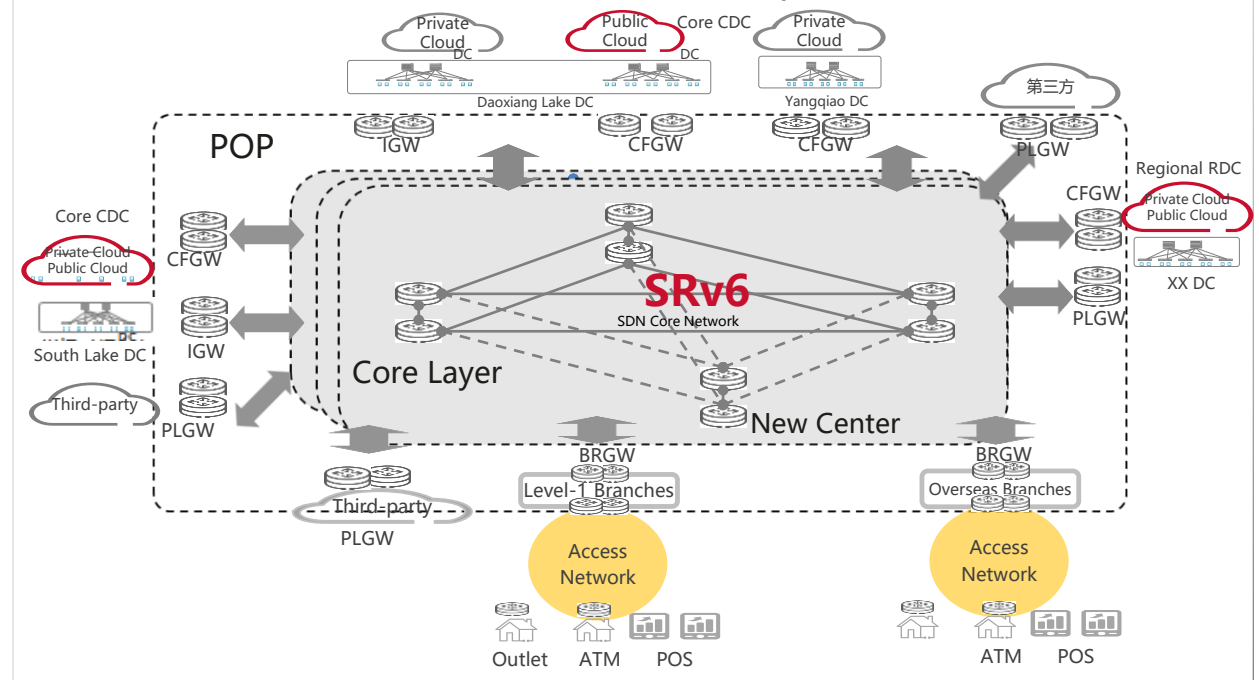 Private
Cloud
DC
Public
Cloud
DC
Core CDC
Private
Cloud
Daoxiang Lake DC
Yangqiao DC
第三方
POP
IGW
CFGW
CFGW
PLGW
Regional RDC
CFGW
Private Cloud
Public Cloud
XX DC
PLGW
Core CDC
Private Cloud
Public Cloud
CFGW
South Lake DC
IGW
Third-party
PLGW
SRv6
SDN Core Network
Core Layer
New Center
Third-party
PLGW
BRGW
Level-1 Branches
Access
Network
Outlet
ATM
POS
BRGW
Overseas Branches
Access
Network
ATM
POS